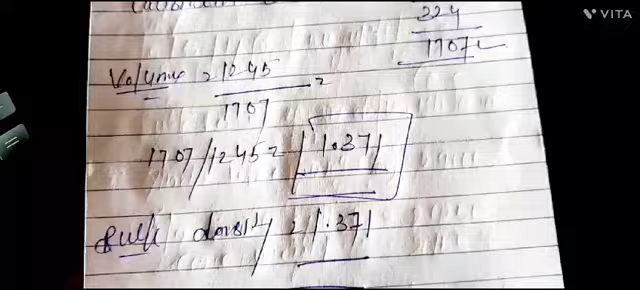 224
1707
VITA
Volume = 1245
1707
1707/1245 = 1.371
Bulk density = 1.371